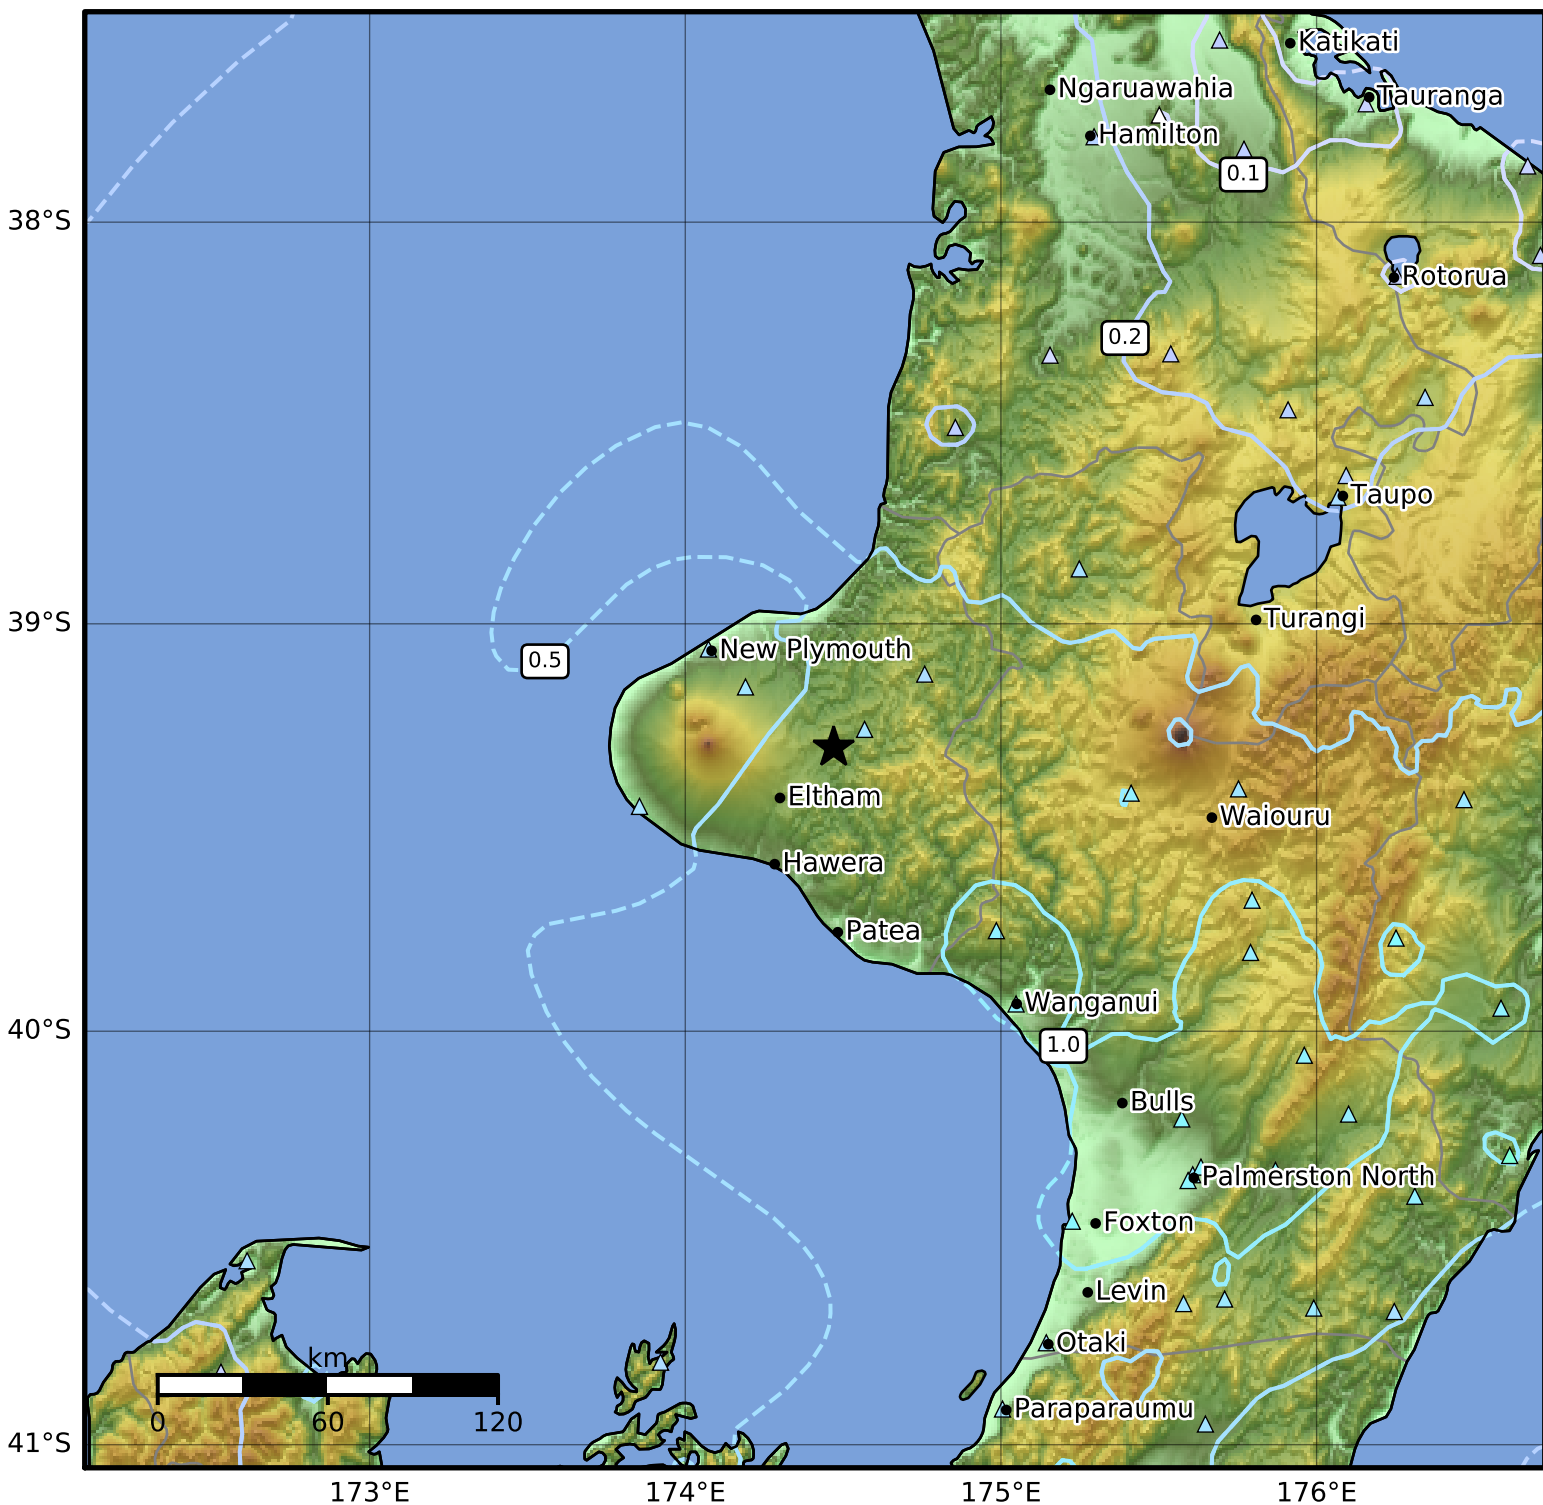 Katikati
Ngaruawahia
Tauranga
Hamilton
0.1
38°S
Rotorua
0.2
Taupo
39°S
Turangi
New Plymouth
0.5
Eltham
Waiouru
Hawera
Patea
Wanganui
40°S
1.0
Bulls
Palmerston North
Foxton
Levin
Otaki
km
0
60
120
Paraparaumu
41°S
173°E
174°E
175°E
176°E